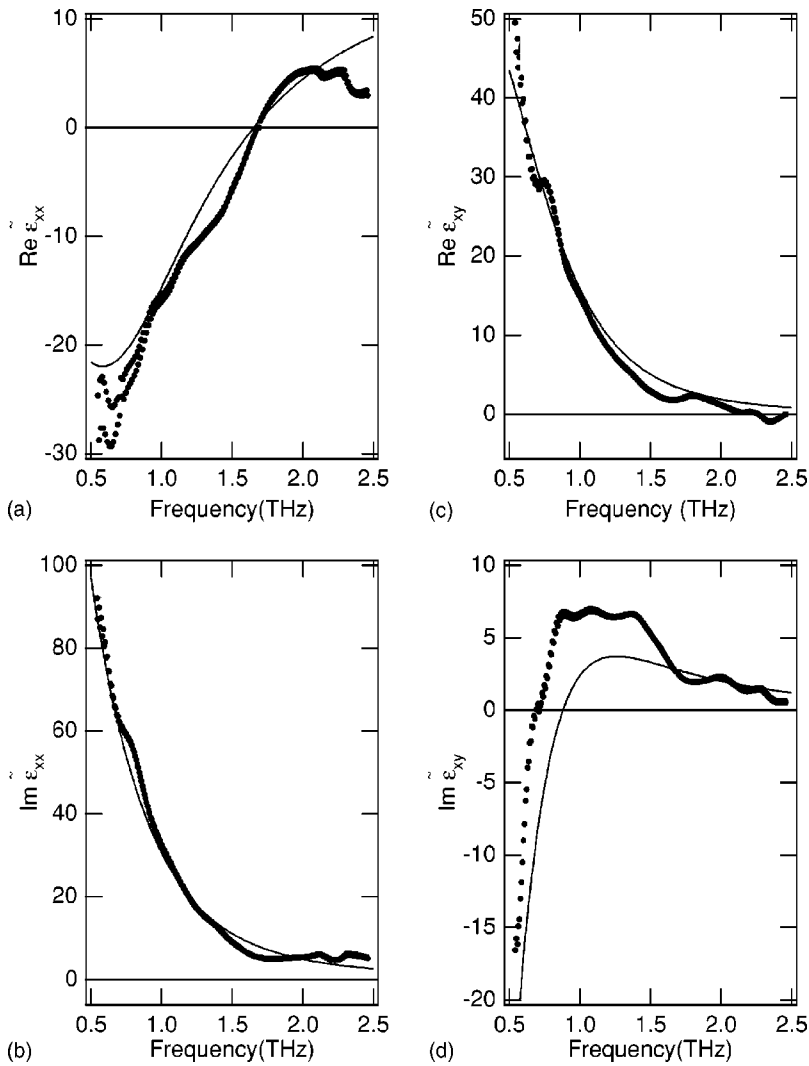 10
0
-10
-20
-30
Re ε̃xx
0.5 1.0 1.5 2.0 2.5
(a) Frequency(THz)
50
40
30
20
10
0
Re ε̃xy
0.5 1.0 1.5 2.0 2.5
(c) Frequency (THz)
100
80
60
40
20
0
Im ε̃xx
0.5 1.0 1.5 2.0 2.5
(b) Frequency(THz)
10
5
0
-5
-10
-15
-20
Im ε̃xy
0.5 1.0 1.5 2.0 2.5
(d) Frequency(THz)